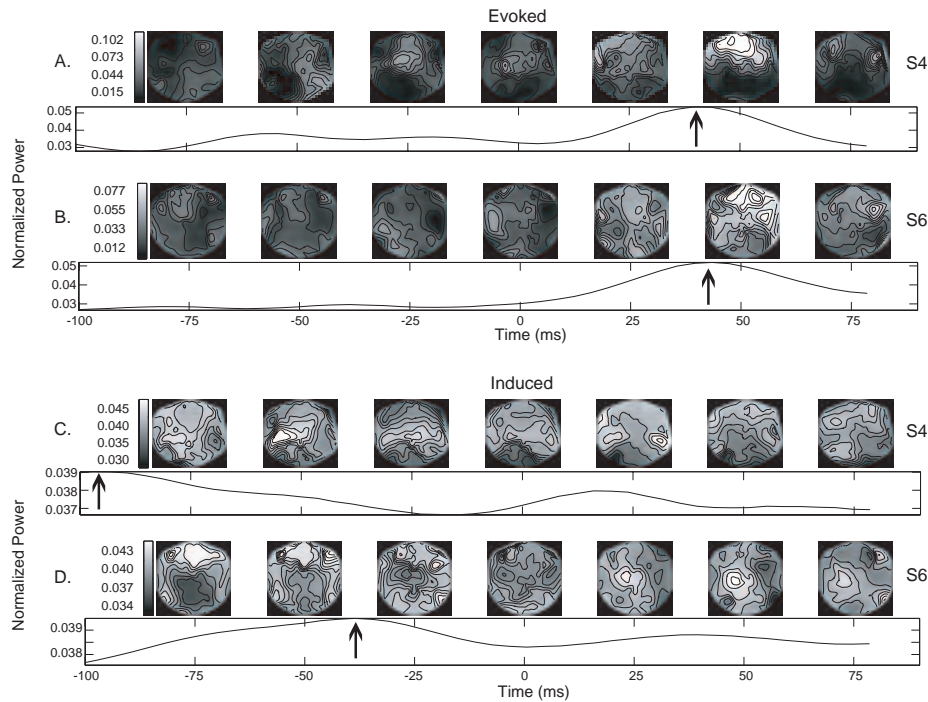 Evoked
A.
0.102
0.073
0.044
0.015
S4
0.05
0.04
0.03
B.
0.077
0.055
0.033
0.012
S6
0.05
0.03
-100 -75 -50 -25 0 25 50 75
Time (ms)
Normalized Power
Induced
C.
0.045
0.040
0.035
0.030
S4
0.039
0.038
0.037
D.
0.043
0.040
0.037
0.034
S6
0.039
0.038
-100 -75 -50 -25 0 25 50 75
Time (ms)
Normalized Power